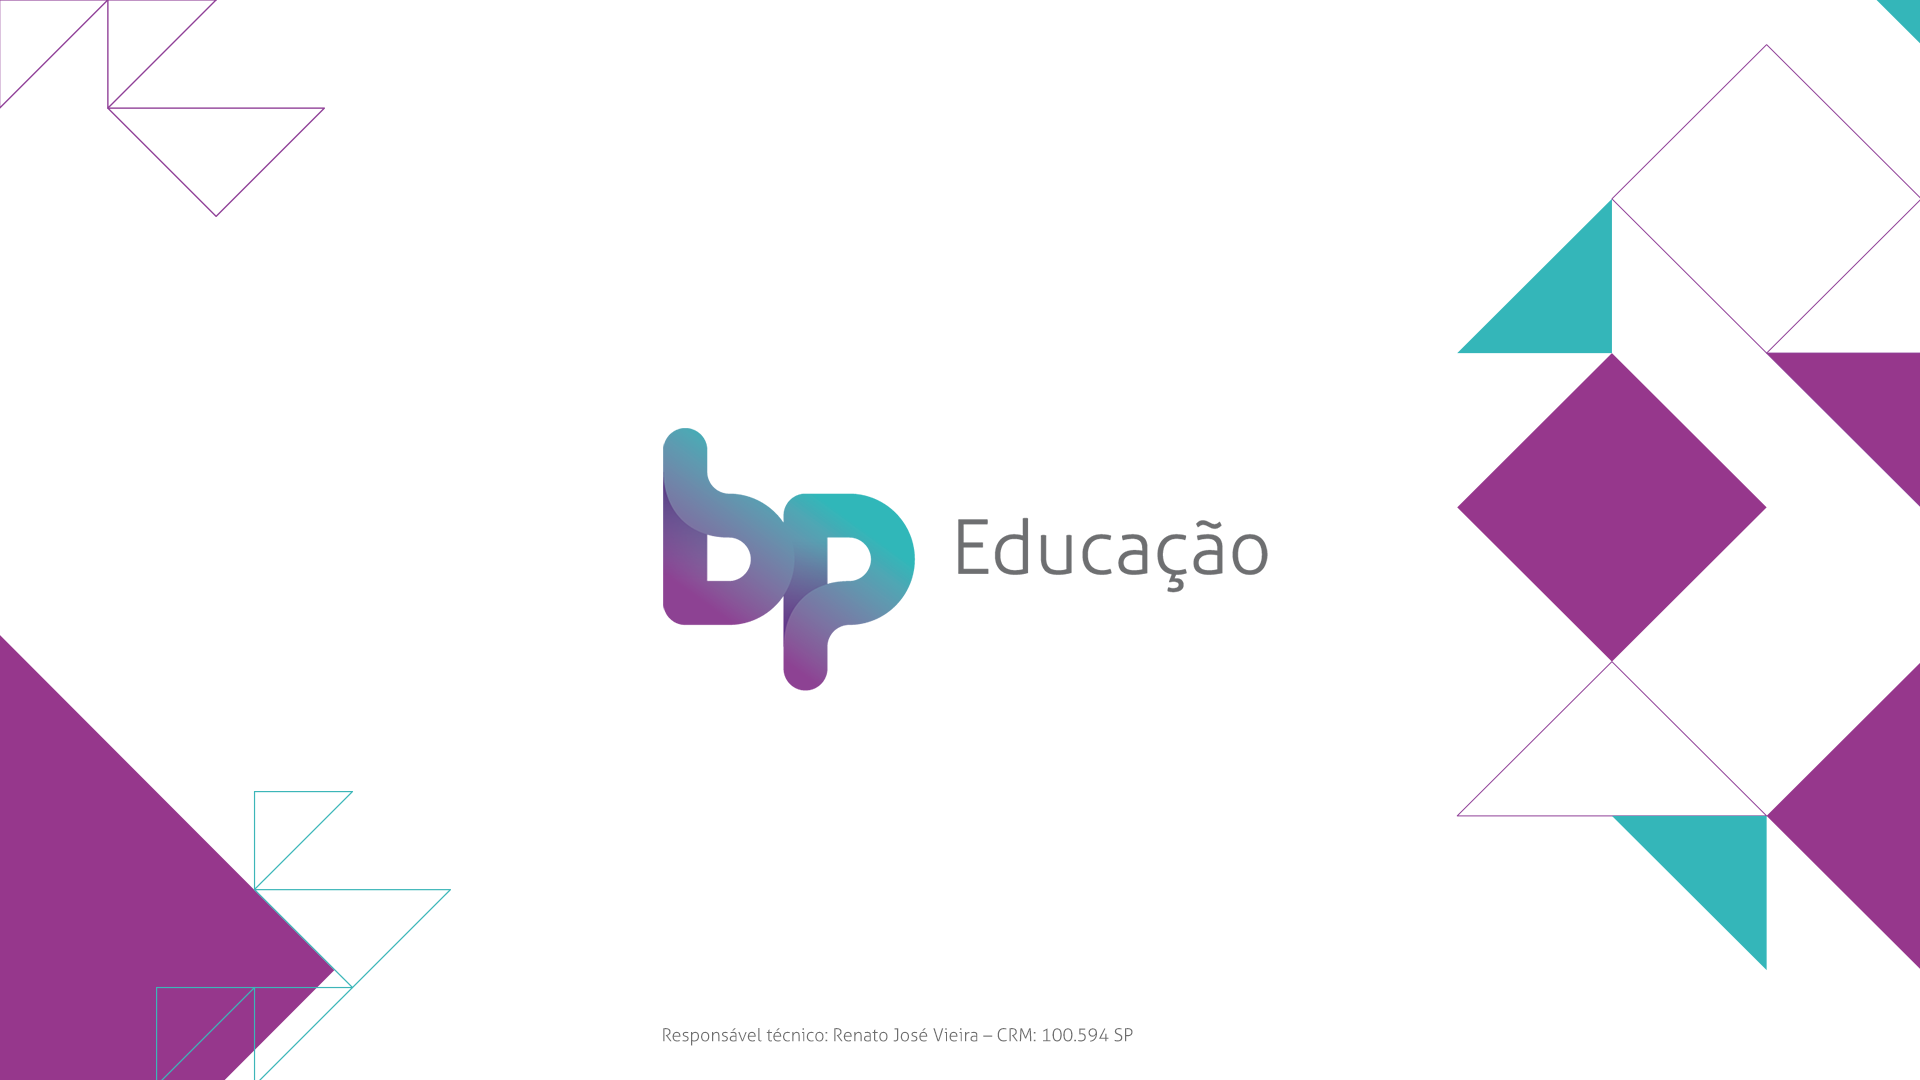 bp Educação
Responsável técnico: Renato José Vieira – CRM: 100.594 SP